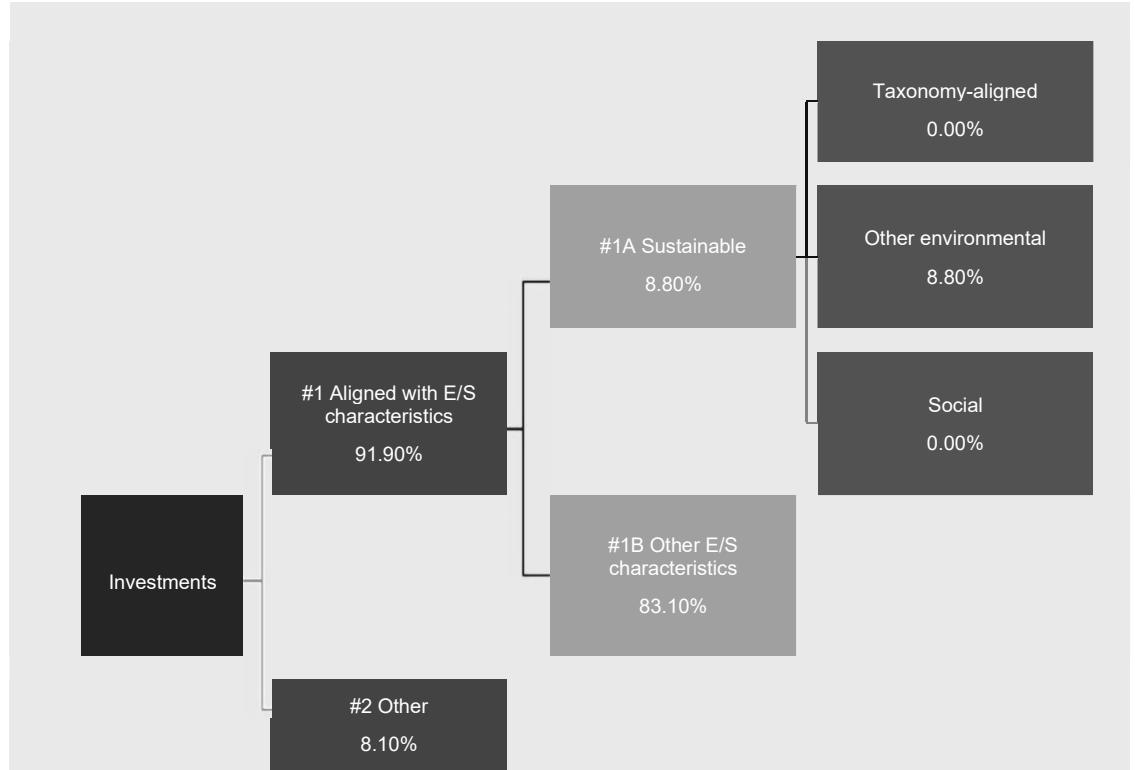 Taxonomy-aligned
0.00%
#1A Sustainable
8.80%
Other environmental
8.80%
#1 Aligned with E/S
characteristics
91.90%
Social
0.00%
Investments
#1B Other E/S
characteristics
83.10%
#2 Other
8.10%